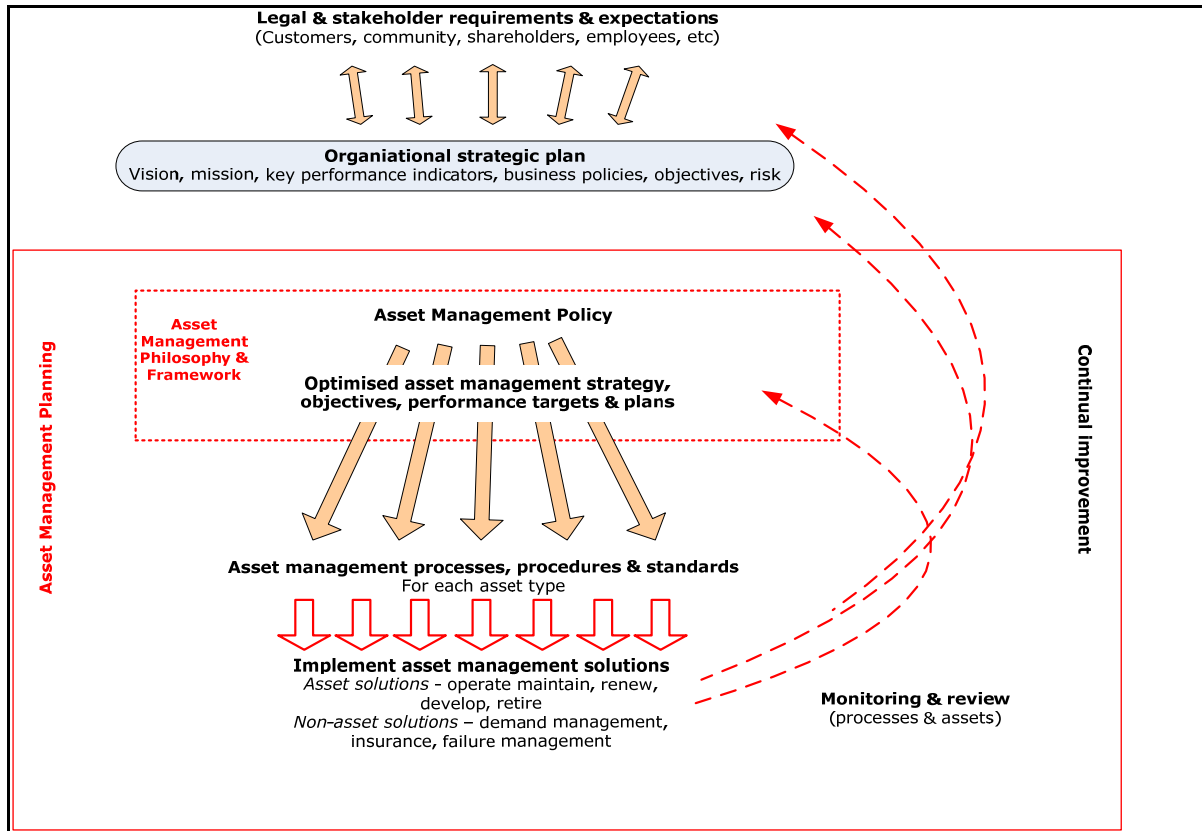 Legal & stakeholder requirements & expectations
(Customers, community, shareholders, employees, etc)
Organiational strategic plan
Vision, mission, key performance indicators, business policies, objectives, risk
Asset Management Planning
Asset
Management
Philosophy &
Framework
Asset Management Policy
Optimised asset management strategy,
objectives, performance targets & plans
Continual improvement
Asset management processes, procedures & standards
For each asset type
Implement asset management solutions
Asset solutions - operate maintain, renew,
develop, retire
Non-asset solutions – demand management,
insurance, failure management
Monitoring & review
(processes & assets)